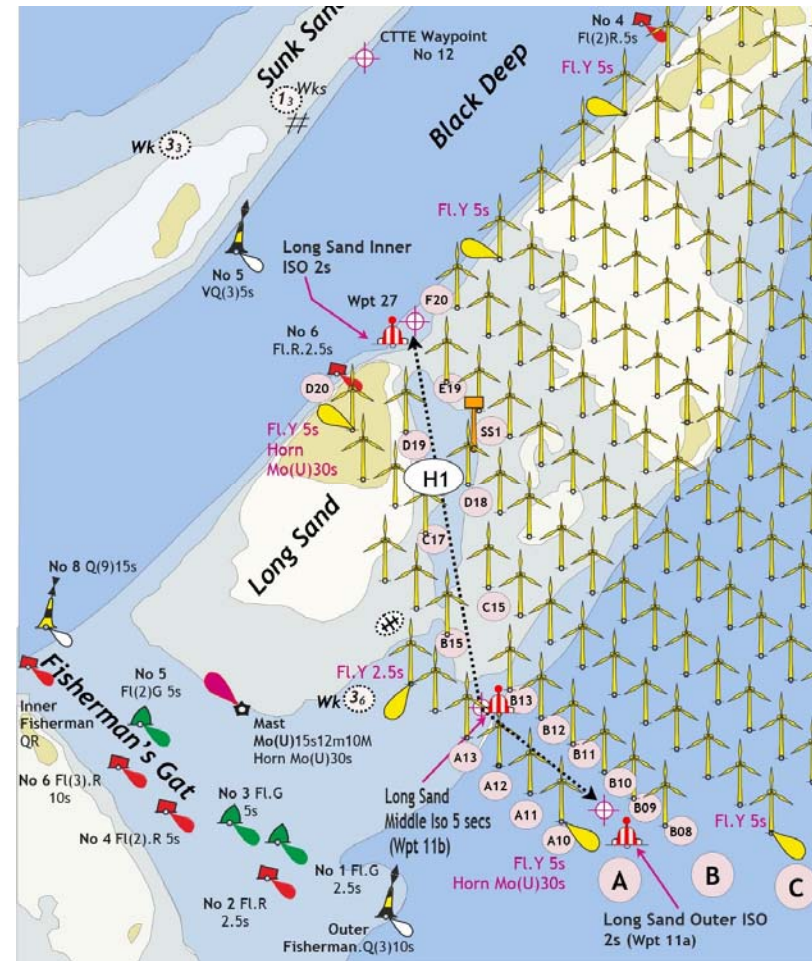 Sunk Sand
CTTE Waypoint
No 12
No 4
Fl(2)R.5s
Fl.Y 5s
13 Wks
Wk 33
Black Deep
Fl.Y 5s
No 5
VQ(3)5s
Long Sand Inner
ISO 2s
Wpt 27
F20
No 6
Fl.R.2.5s
D20
E19
Fl.Y 5s
Horn
Mo(U)30s
D19
SS1
H1
D18
Long Sand
C17
No 8 Q(9)15s
C15
B15
Fisherman's Gat
No 5
Fl(2)G 5s
Fl.Y 2.5s
Wk 36
B13
Inner
Fisherman
QR
Mast
Mo(U)15s12m10M
Horn Mo(U)30s
B12
A13
B11
No 6 Fl(3).R
10s
No 3 Fl.G
5s
A12
B10
Long Sand
Middle Iso 5 secs
(Wpt 11b)
A11
B09
No 4 Fl(2).R 5s
A10
B08
Fl.Y 5s
Fl.Y 5s
Horn Mo(U)30s
No 1 Fl.G
2.5s
A
B
C
No 2 Fl.R
2.5s
Outer
Fisherman.Q(3)10s
Long Sand Outer ISO
2s (Wpt 11a)